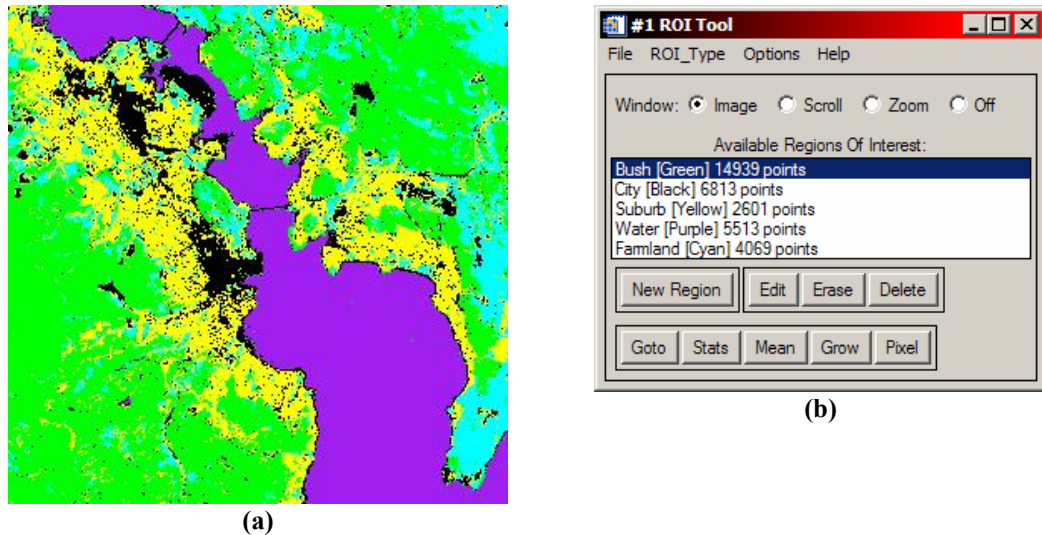 #1 ROI Tool
File ROI_Type Options Help
Window: Image Scroll Zoom Off
Available Regions Of Interest:
Bush [Green] 14939 points
City [Black] 6813 points
Suburb [Yellow] 2601 points
Water [Purple] 5513 points
Farmland [Cyan] 4069 points
New Region Edit Erase Delete
Goto Stats Mean Grow Pixel
(a)
(b)